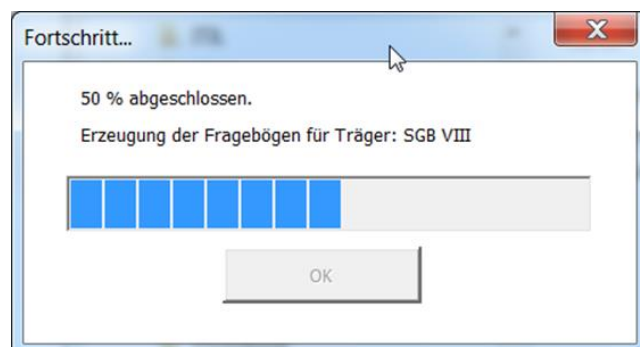 Fortschritt...
50 % abgeschlossen.
Erzeugung der Fragebögen für Träger: SGB VIII
OK